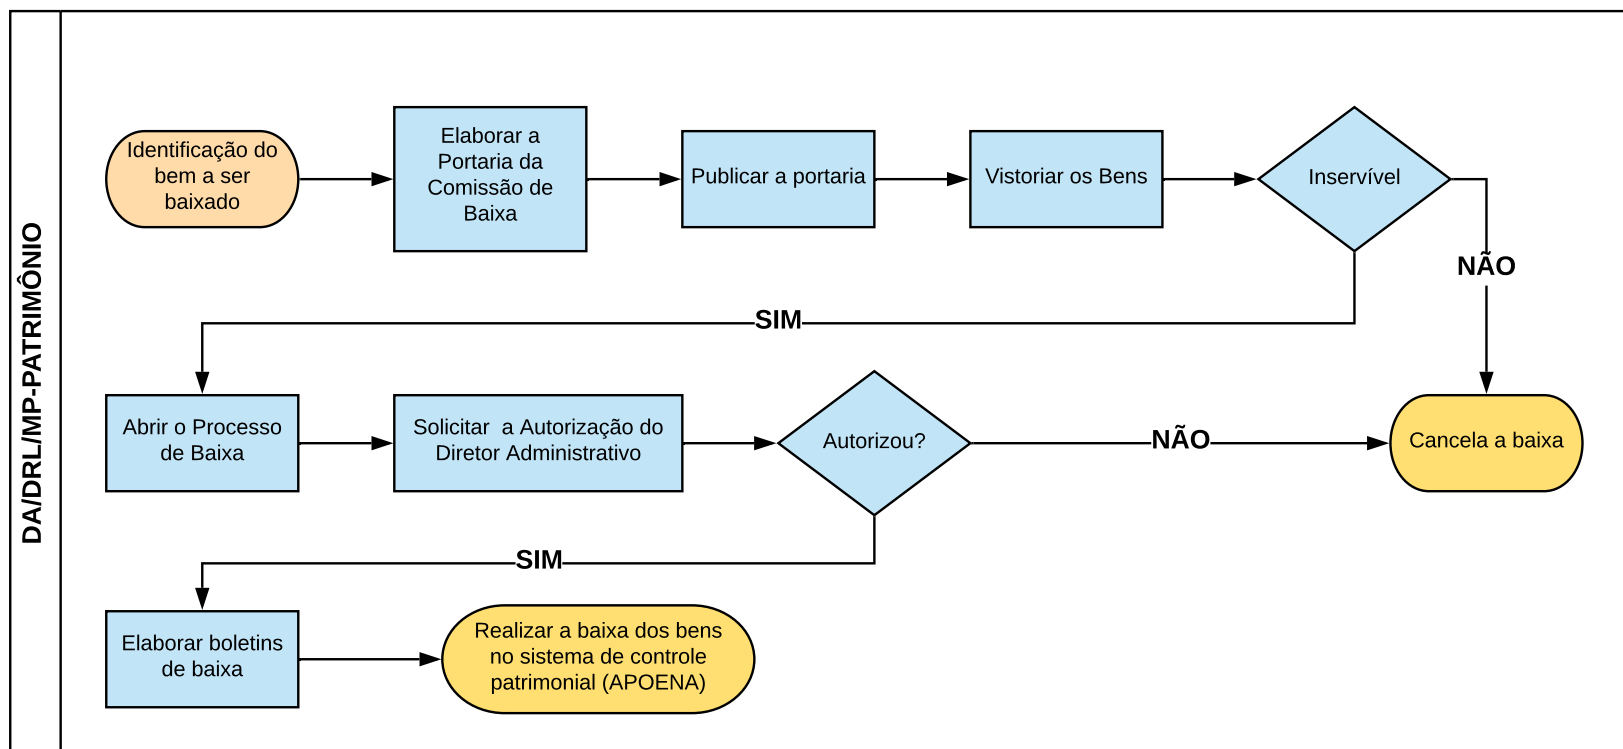 DA/DRL/MP-PATRIMÔNIO
Identificação do
bem a ser
baixado
Elaborar a
Portaria da
Comissão de
Baixa
Publicar a portaria
Vistoriar os Bens
Inservível
NÃO
SIM
Abrir o Processo
de Baixa
Solicitar  a Autorização do
Diretor Administrativo
Autorizou?
NÃO
Cancela a baixa
SIM
Elaborar boletins
de baixa
Realizar a baixa dos bens
no sistema de controle
patrimonial (APOENA)